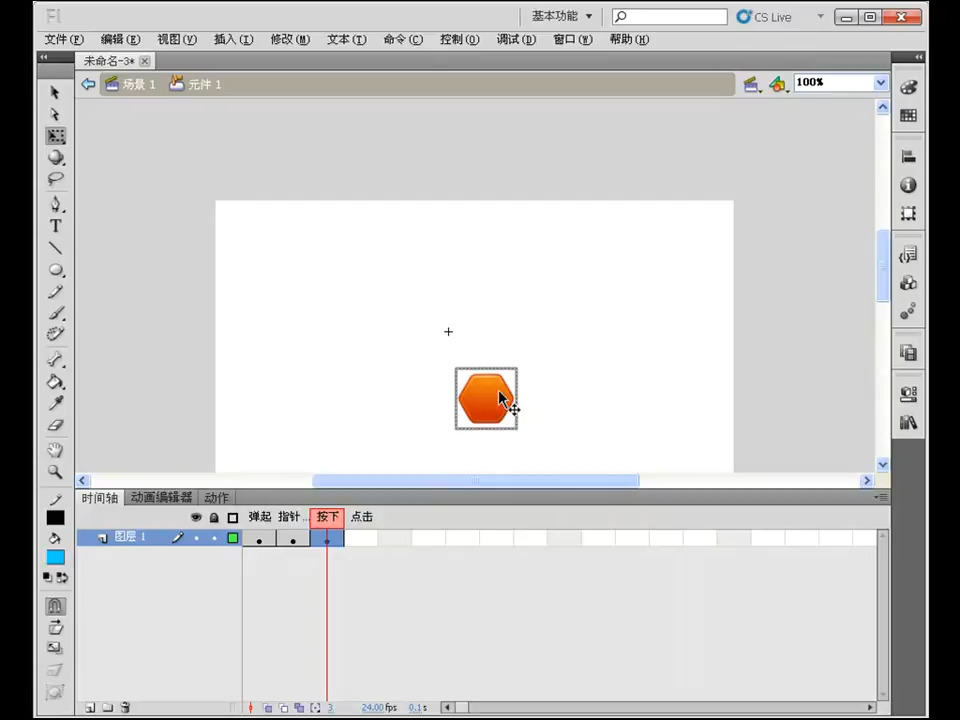 Fl 基本功能 CS Live
文件(F) 编辑(E) 视图(V) 插入(I) 修改(M) 文本(T) 命令(C) 控制(O) 调试(D) 窗口(W) 帮助(H)
未命名-3*
场景 1 元件 1 100%
T
时间轴 动画编辑器 动作
弹起 指针... 按下 点击
图层 1
3 24.00fps 0.1s